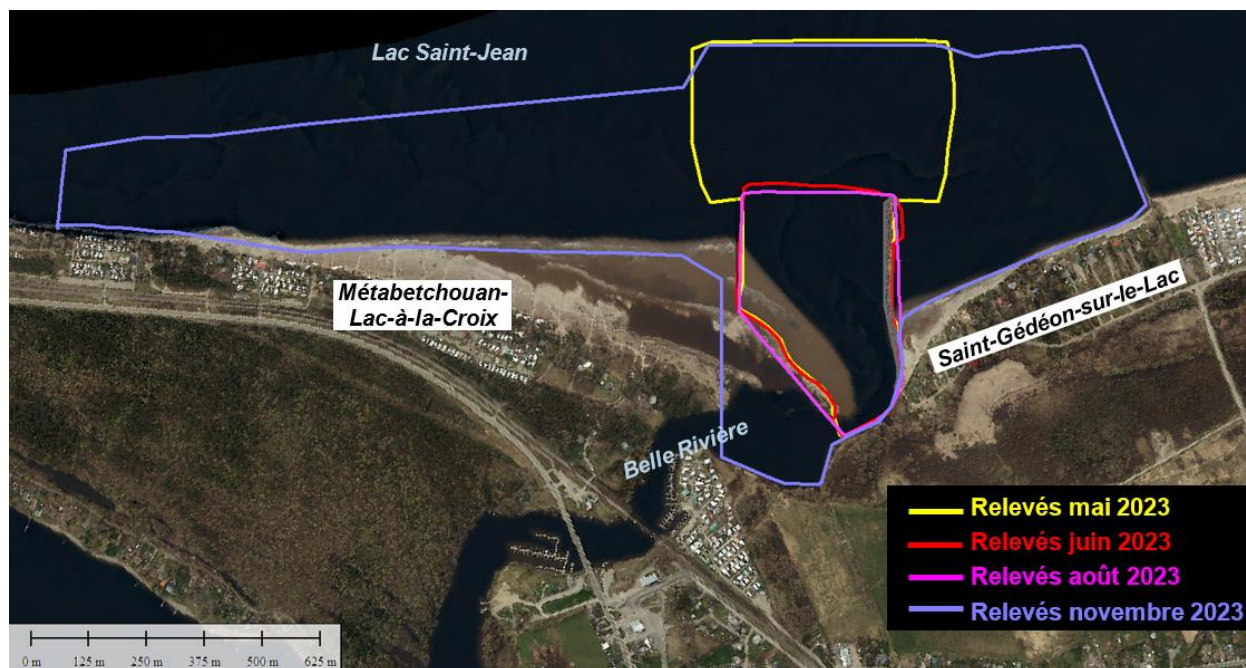 Lac Saint-Jean
Métabetchouan-
Lac-à-la-Croix
Saint-Gédéon-sur-le-Lac
Belle Rivière
Relevés mai 2023
Relevés juin 2023
Relevés août 2023
Relevés novembre 2023
0 m 125 m 250 m 375 m 500 m 625 m